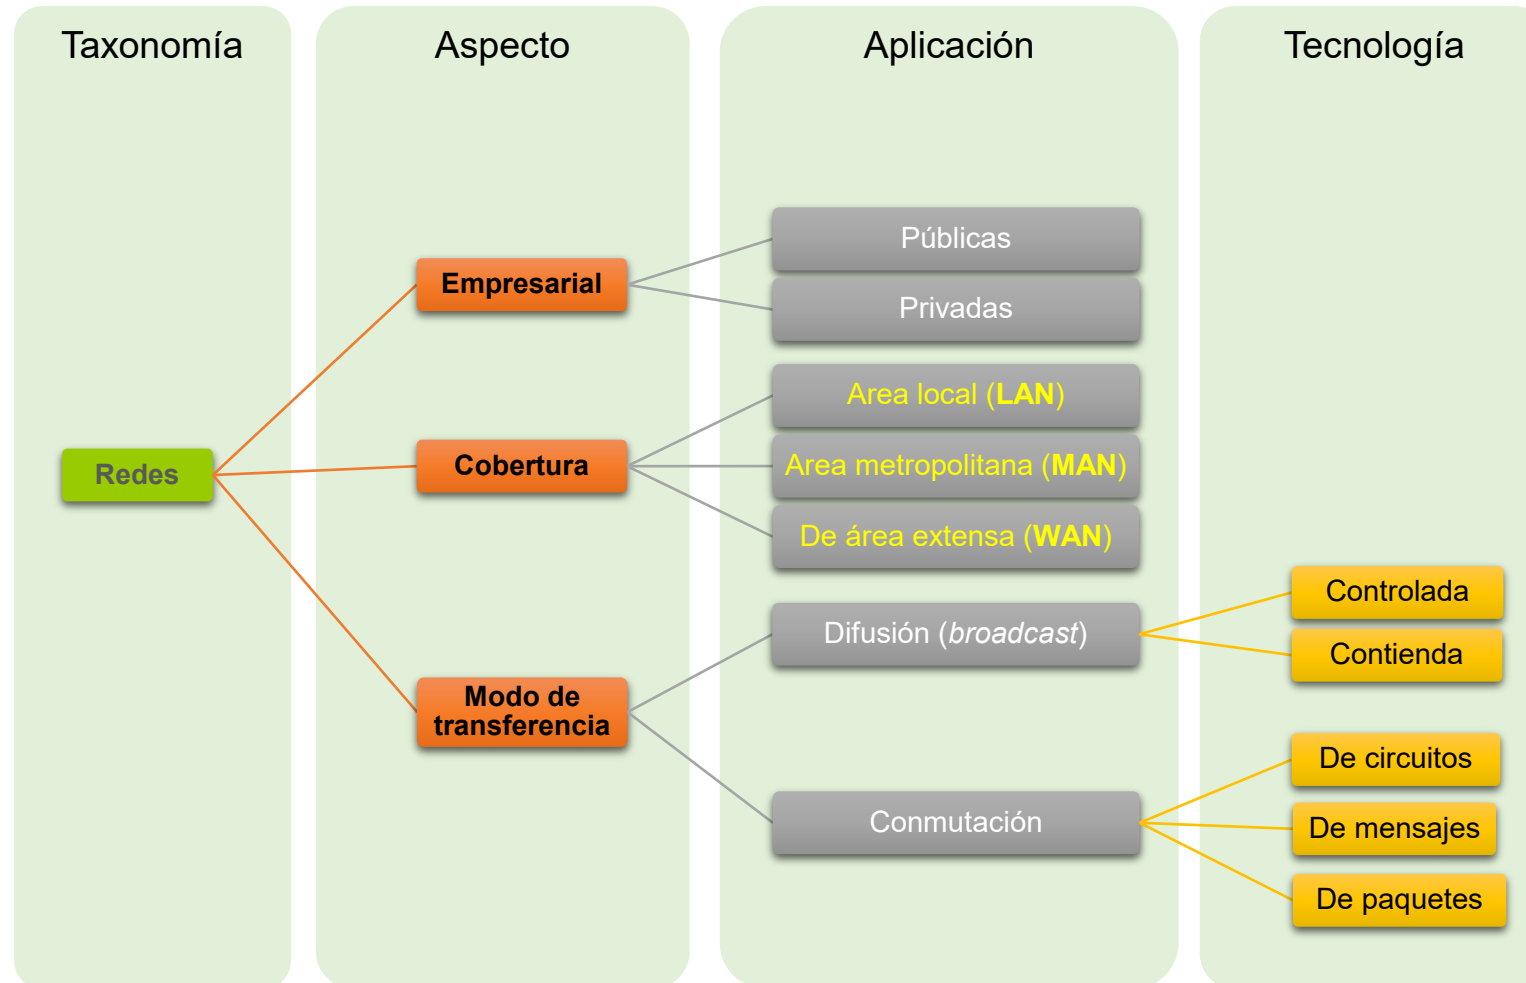 Taxonomía
Aspecto
Aplicación
Tecnología
Redes
Empresarial
Públicas
Privadas
Cobertura
Area local (LAN)
Area metropolitana (MAN)
De área extensa (WAN)
Modo de
transferencia
Difusión (broadcast)
Controlada
Contienda
Conmutación
De circuitos
De mensajes
De paquetes